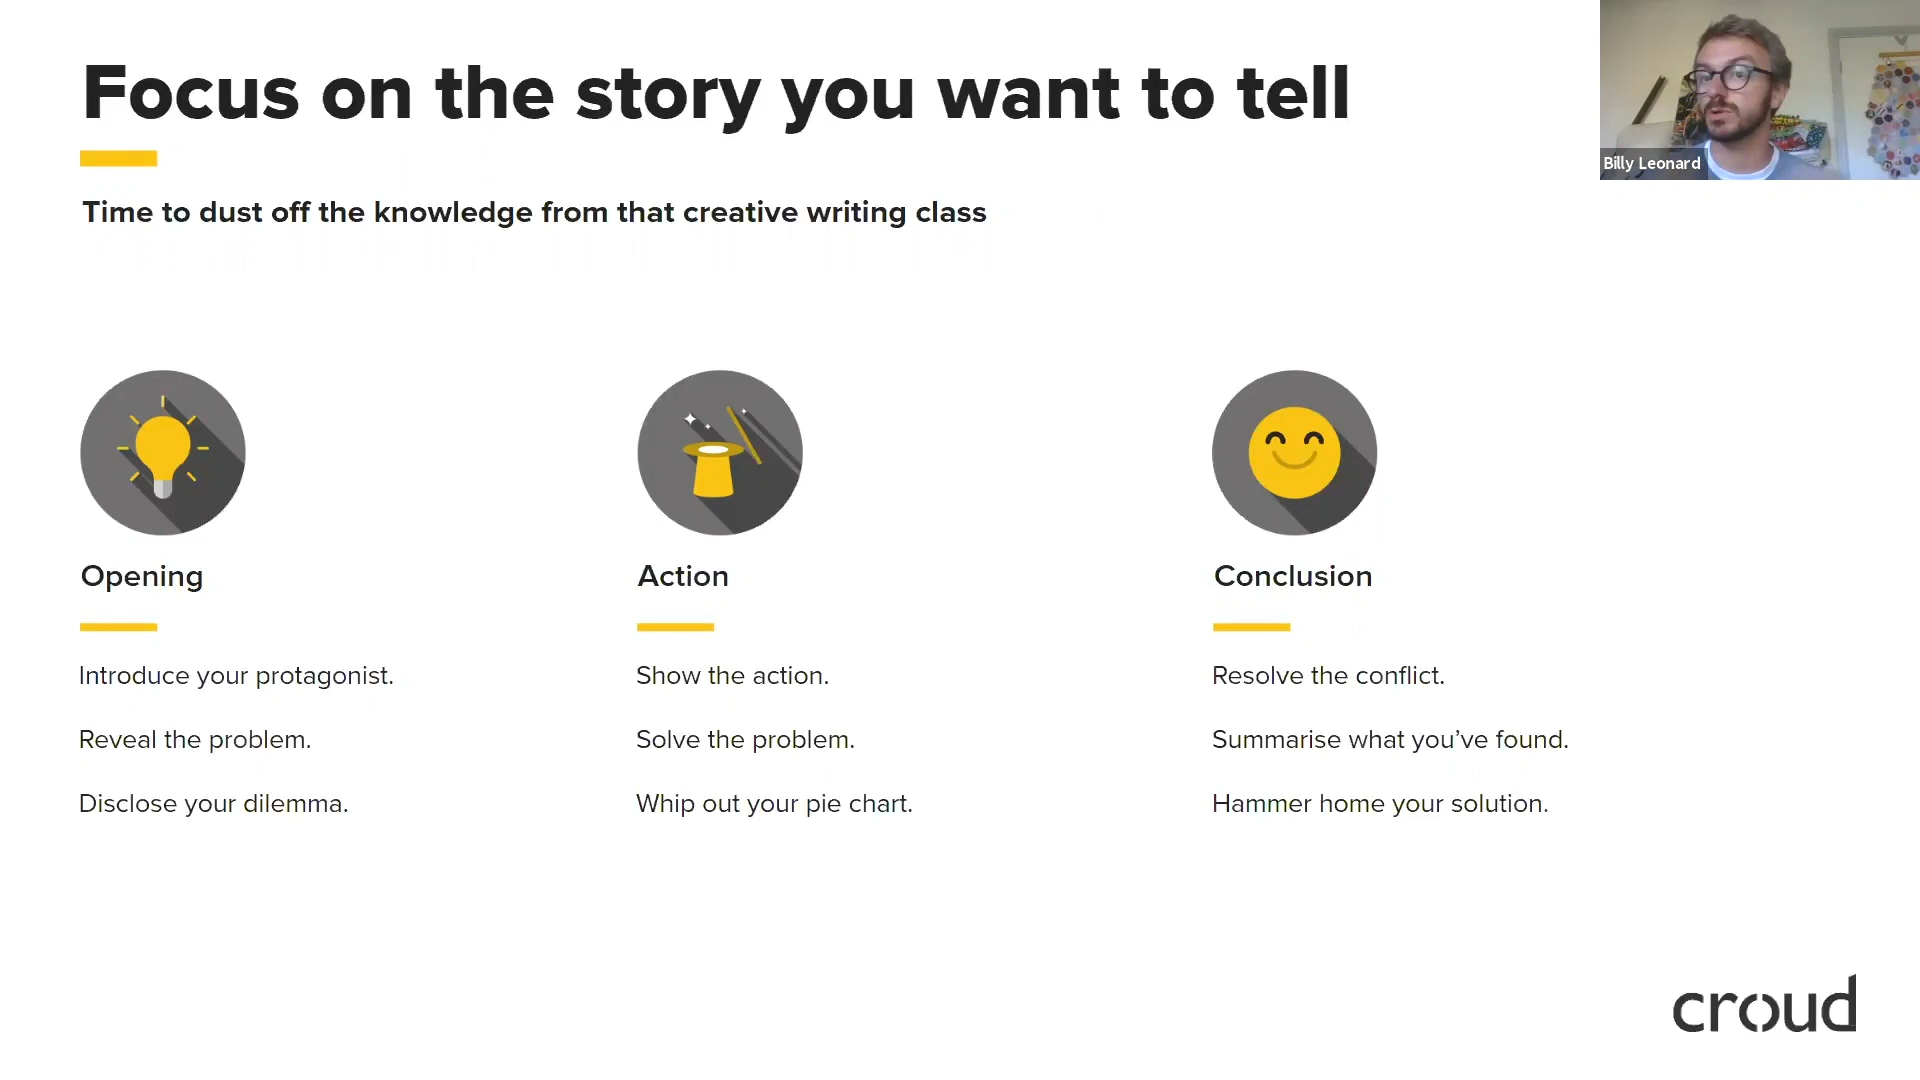 Focus on the story you want to tell
Billy Leonard
Time to dust off the knowledge from that creative writing class
Opening
Introduce your protagonist.
Reveal the problem.
Disclose your dilemma.
Action
Show the action.
Solve the problem.
Whip out your pie chart.
Conclusion
Resolve the conflict.
Summarise what you’ve found.
Hammer home your solution.
croud